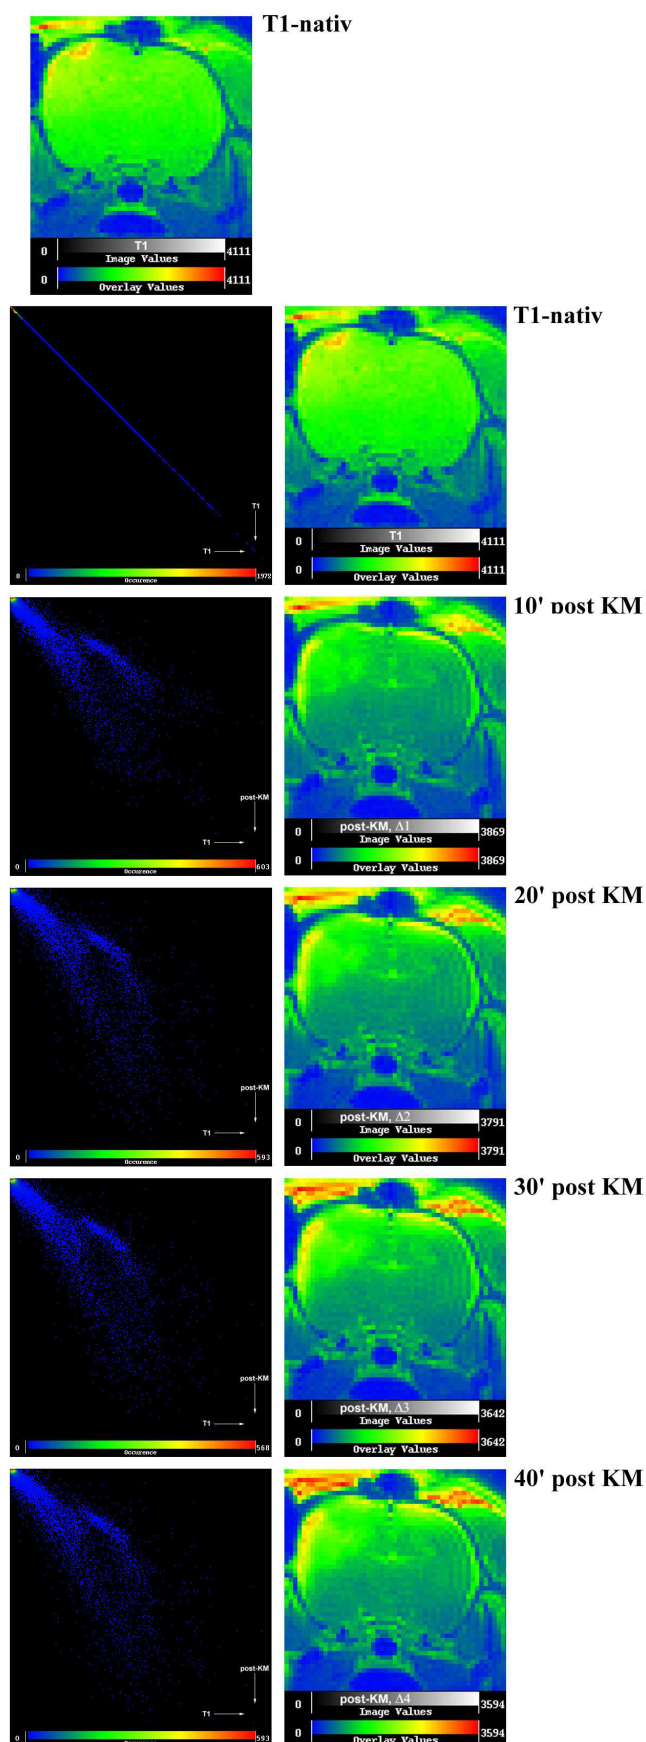 T1-nativ
T1
0 4111
Image Values
0 4111
Overlay Values
T1-nativ
T1
T1
0 1972
Occurence
T1
0 4111
Image Values
0 4111
Overlay Values
10' post KM
post-KM
T1
0 603
Occurence
post-KM, Δ1
0 3869
Image Values
0 3869
Overlay Values
20' post KM
post-KM
T1
0 593
Occurence
post-KM, Δ2
0 3791
Image Values
0 3791
Overlay Values
30' post KM
post-KM
T1
0 568
Occurence
post-KM, Δ3
0 3642
Image Values
0 3642
Overlay Values
40' post KM
post-KM
T1
0 593
post-KM, Δ4
0 3594
Image Values
0 3594
Overlay Values